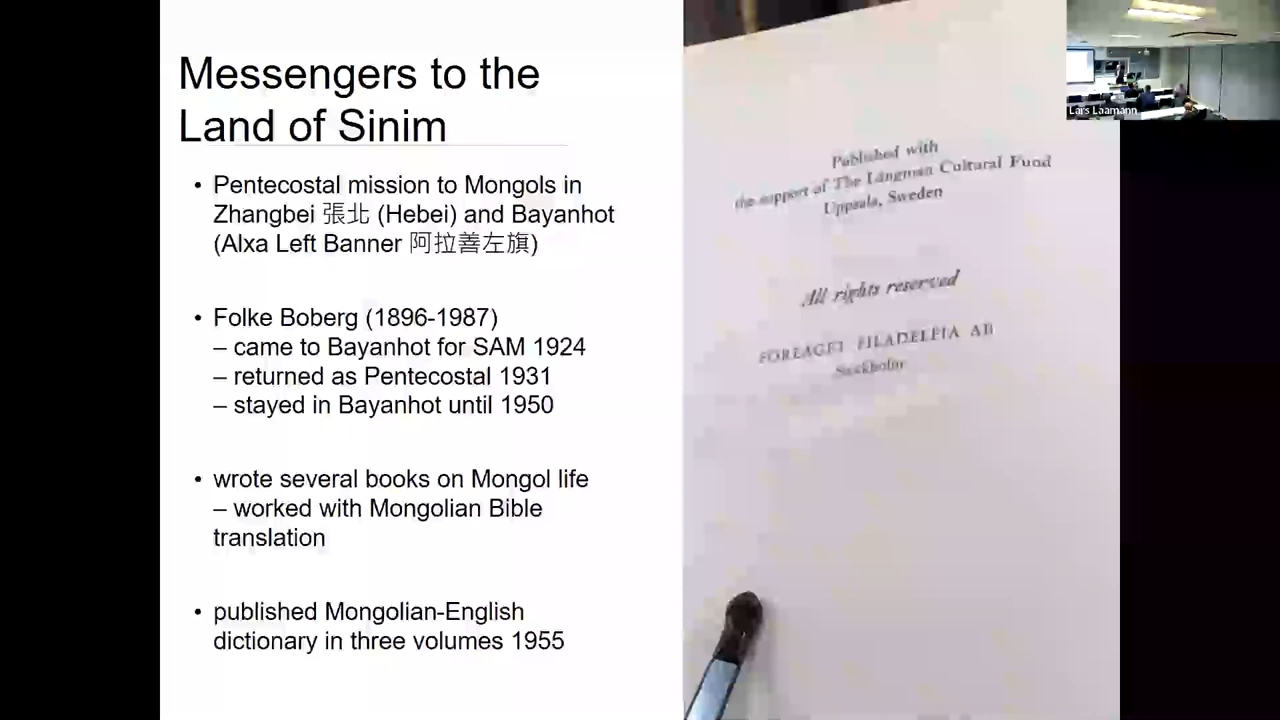 Messengers to the
Land of Sinim
• Pentecostal mission to Mongols in
Zhangbei 張北 (Hebei) and Bayanhot
(Alxa Left Banner 阿拉善左旗)
• Folke Boberg (1896-1987)
– came to Bayanhot for SAM 1924
– returned as Pentecostal 1931
– stayed in Bayanhot until 1950
• wrote several books on Mongol life
– worked with Mongolian Bible
translation
• published Mongolian-English
dictionary in three volumes 1955
Published with
the support of The Längman Cultural Fund
Uppsala, Sweden
All rights reserved
FÖRLAGET FILADELFIA AB
Stockholm
Lars Laamann